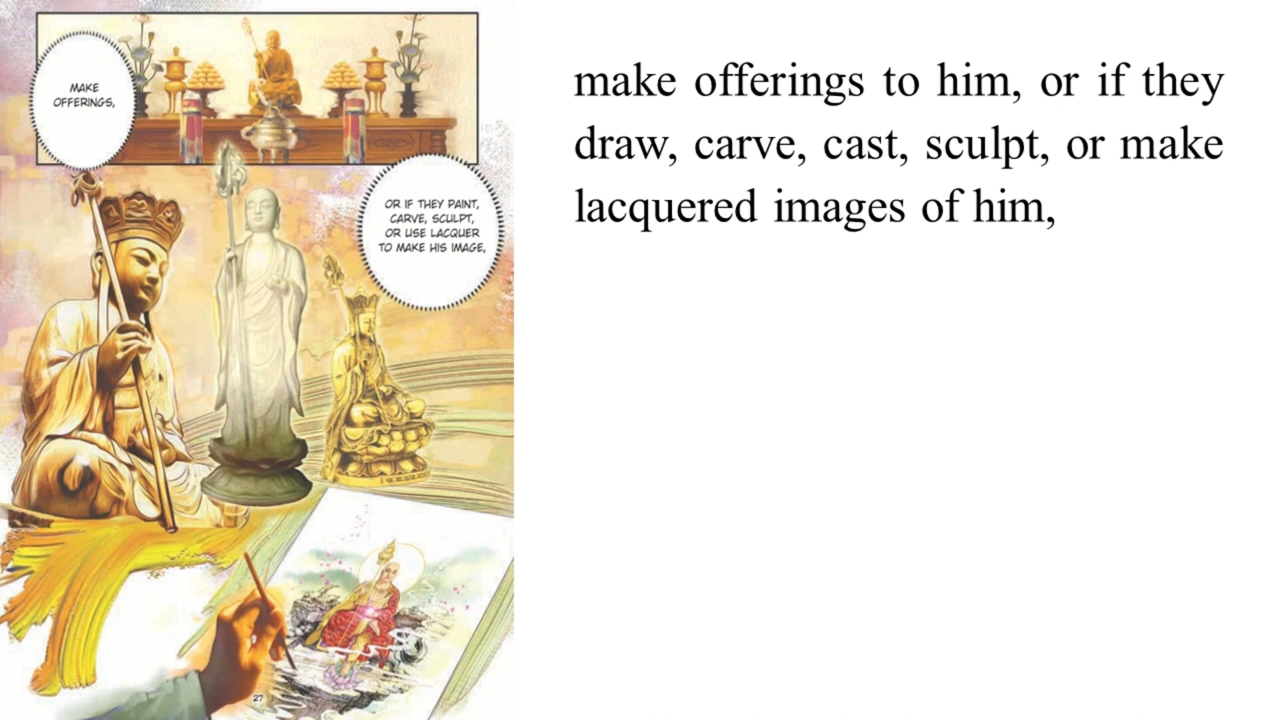 MAKE
OFFERINGS,
OR IF THEY PAINT,
CARVE, SCULPT,
OR USE LACQUER
TO MAKE HIS IMAGE,
27
make offerings to him, or if they
draw, carve, cast, sculpt, or make
lacquered images of him,